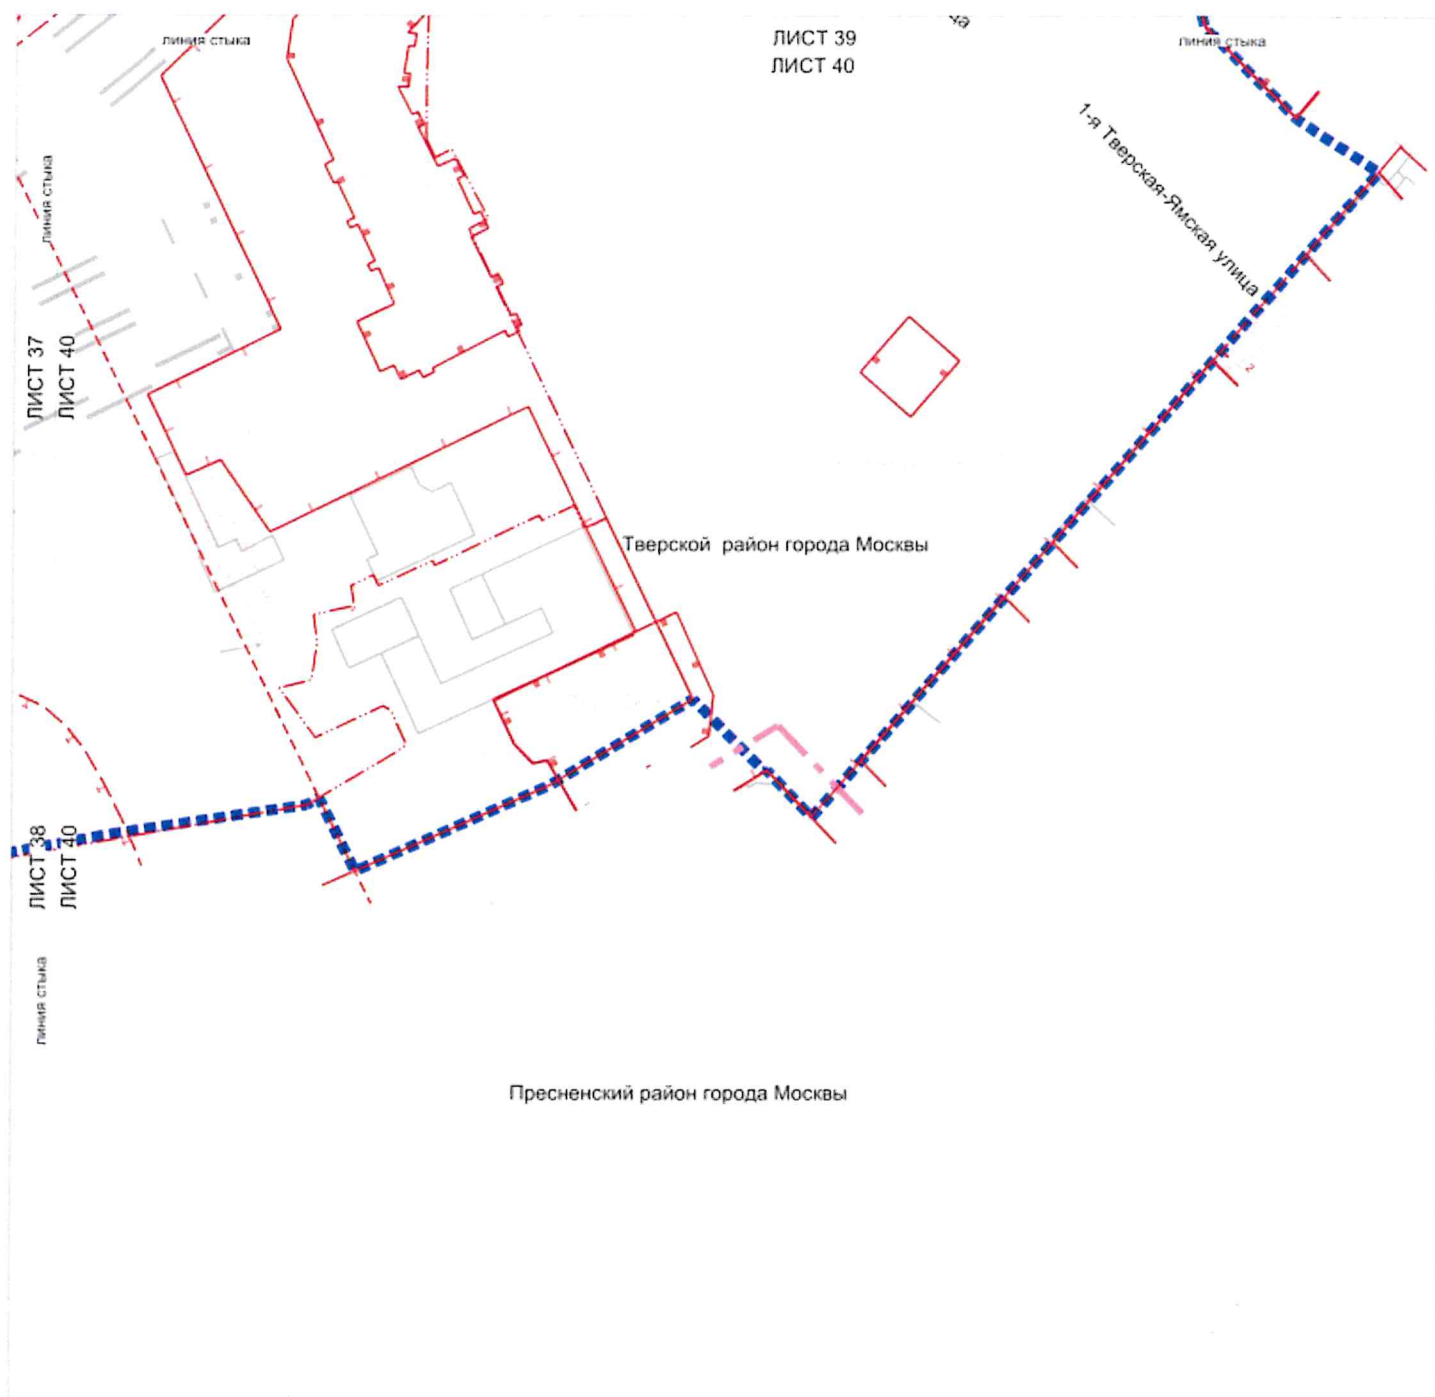 линия стыка
ЛИСТ 39
ЛИСТ 40
линия стыка
1-я Тверская-Ямская улица
линия стыка
ЛИСТ 37
ЛИСТ 40
2
Тверской район города Москвы
ЛИСТ 38
ЛИСТ 40
линия стыка
Пресненский район города Москвы